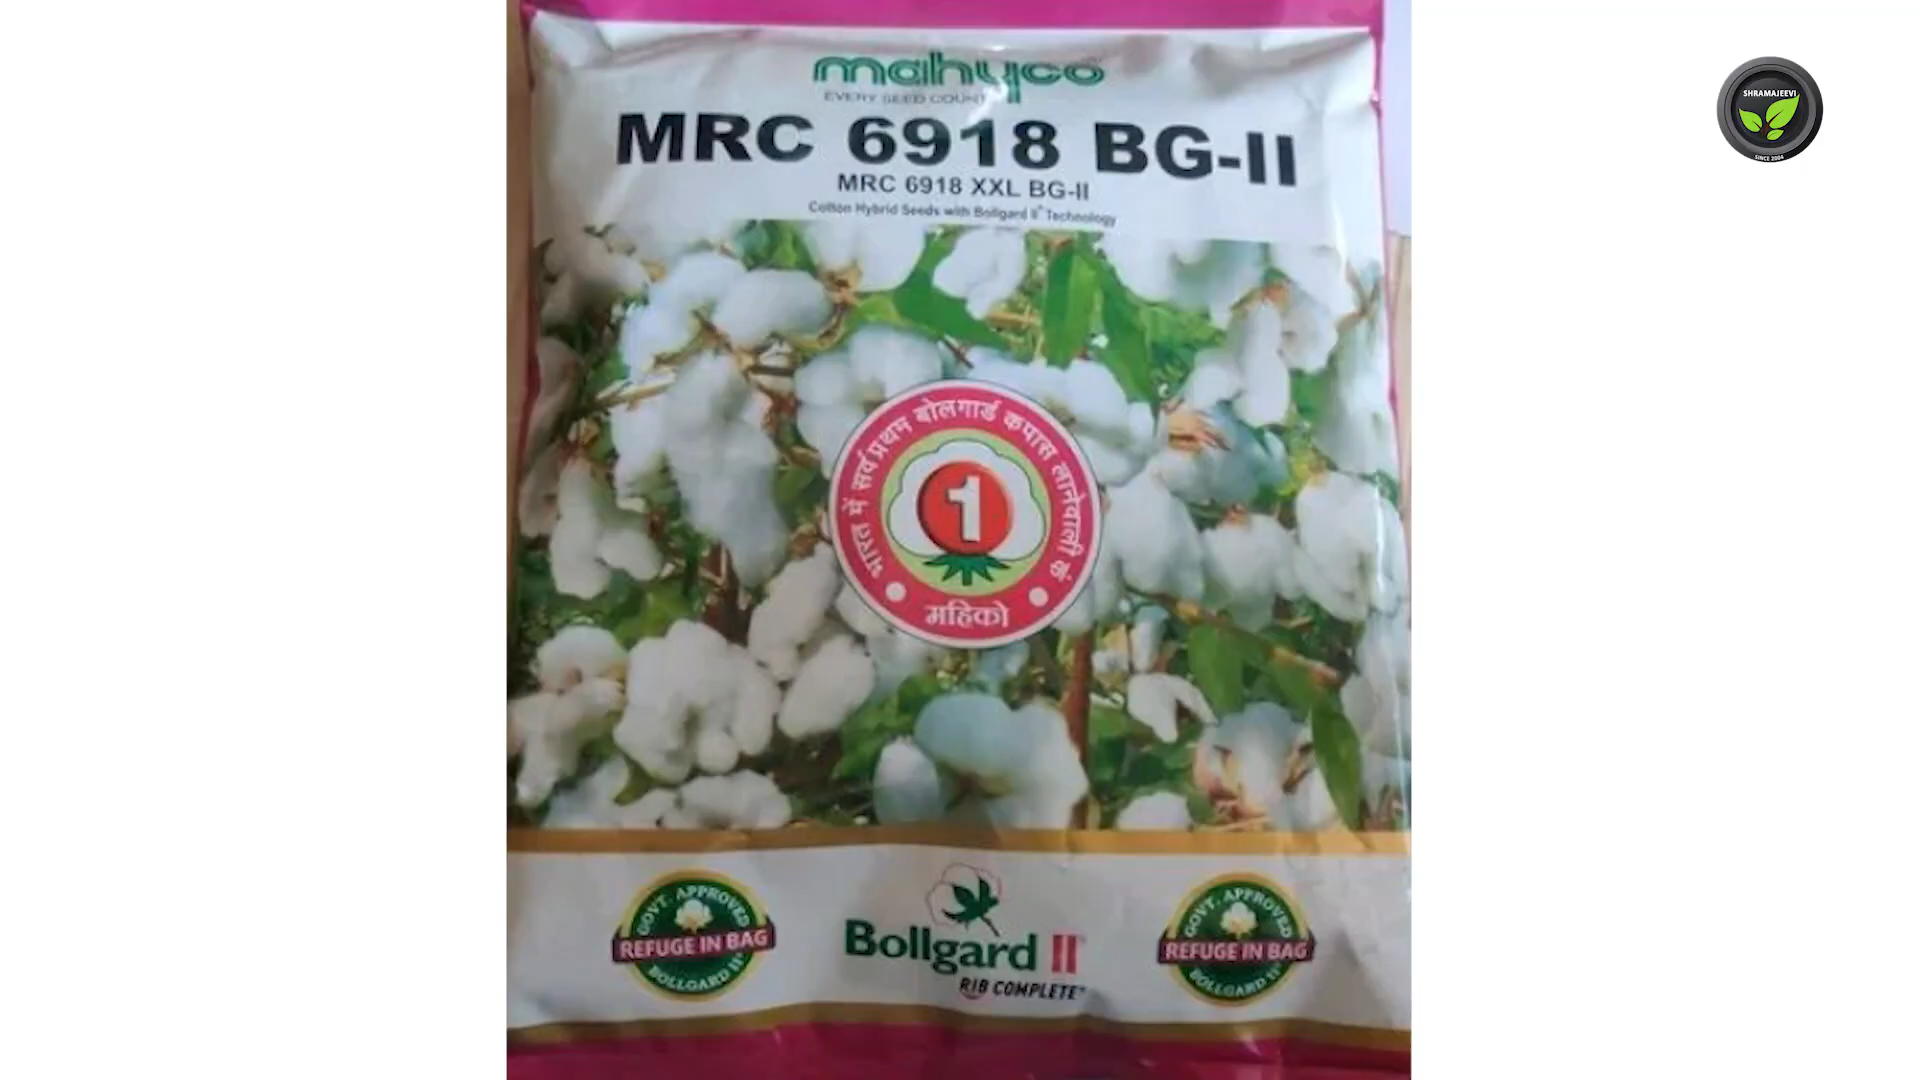 mahyco
EVERY SEED COUNTS
MRC 6918 BG-II
MRC 6918 XXL BG-II
Cotton Hybrid Seeds with Bollgard II® Technology
SHRAMAJEEVI
SINCE 2004
भारत में सर्वप्रथम बोलगार्ड कपास लानेवाली कं
1
महिको
GOVT. APPROVED
REFUGE IN BAG
BOLLGARD II®
Bollgard II
RIB COMPLETE
GOVT. APPROVED
REFUGE IN BAG
BOLLGARD II®